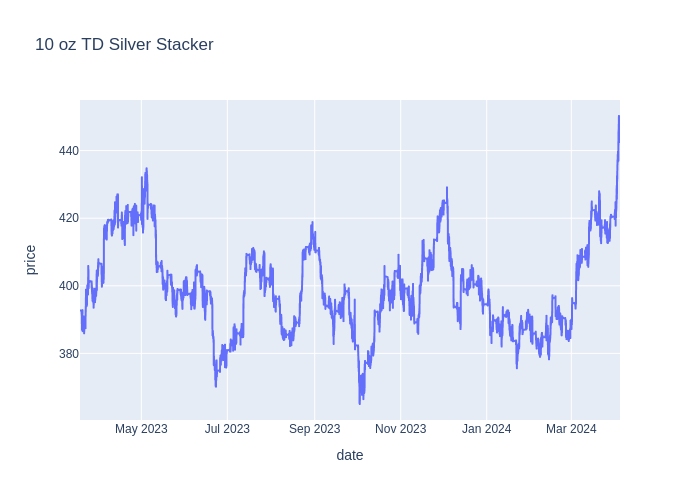 10 oz TD Silver Stacker
440
420
400
380
price
May 2023
Jul 2023
Sep 2023
Nov 2023
Jan 2024
Mar 2024
date